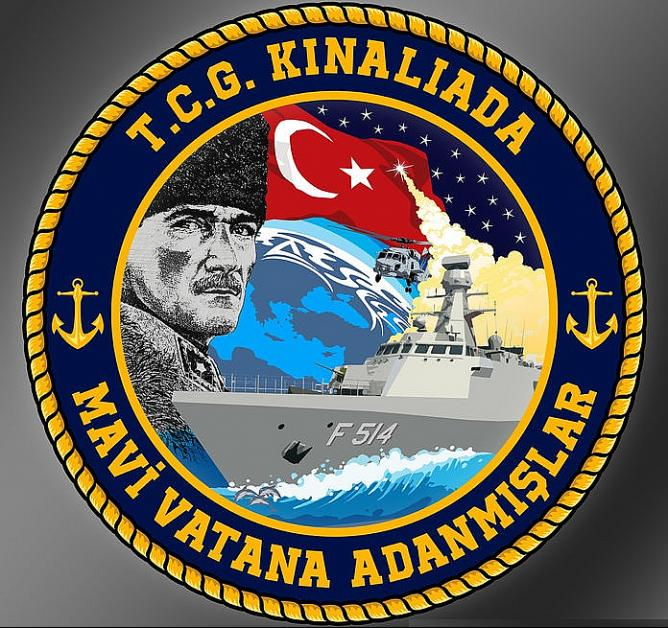 T.C.G. KINALIADA
F 514
MAVİ VATANA ADANMIŞLAR